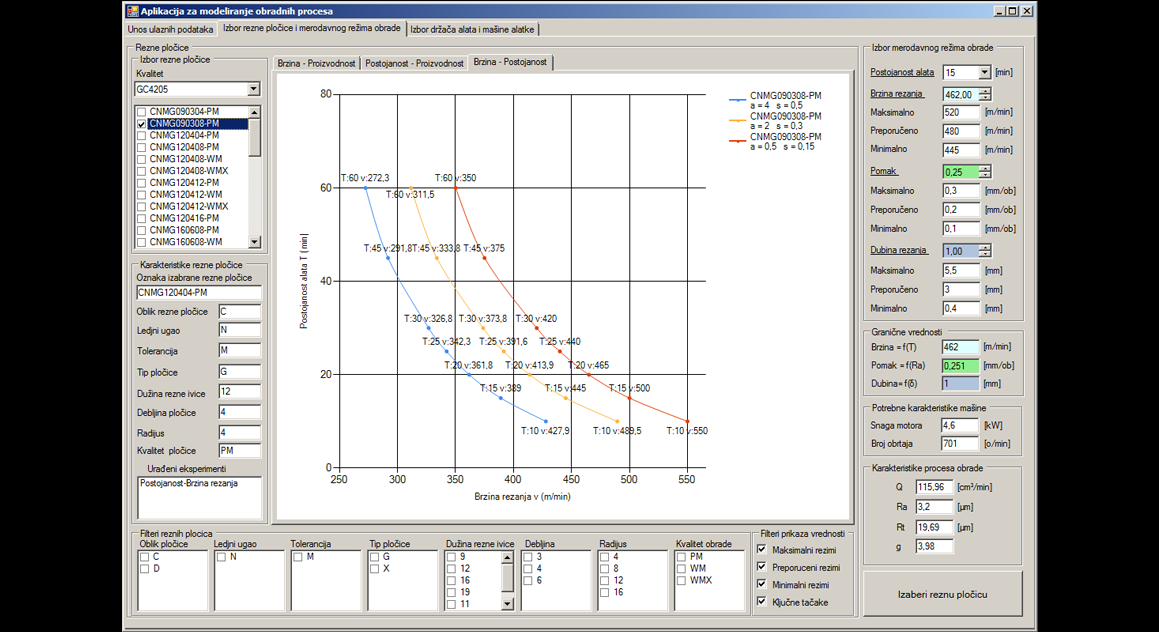 Aplikacija za modeliranje obradnih procesa
Unos ulaznih podataka
Izbor rezne pločice i merodavnog režima obrade
Izbor držača alata i mašine alatke
Rezne pločice
Izbor rezne pločice
Kvalitet
GC4205
CNMG090304-PM
CNMG090308-PM
CNMG120404-PM
CNMG120408-PM
CNMG120408-WM
CNMG120408-WMX
CNMG120412-PM
CNMG120412-WM
CNMG120412-WMX
CNMG120416-PM
CNMG160608-PM
CNMG160608-WM
Karakteristike rezne pločice
Oznaka izabrane rezne pločice
CNMG120404-PM
Oblik rezne pločice C
Ledjni ugao N
Tolerancija M
Tip pločice G
Dužina rezne ivice 12
Debljina pločice 4
Radijus 4
Kvalitet pločice PM
Urađeni eksperimenti
Postojanost-Brzina rezanja
Brzina - Proizvodnost
Postojanost - Proizvodnost
Brzina - Postojanost
CNMG090308-PM
a = 4 s = 0,5
CNMG090308-PM
a = 2 s = 0,3
CNMG090308-PM
a = 0,5 s = 0,15
80
60
40
20
0
Postojanost alata T [min]
T:60 v:272,3
T:60 v:311,5
T:60 v:350
T:45 v:291,8
T:45 v:333,8
T:45 v:375
T:30 v:326,8
T:30 v:373,8
T:30 v:420
T:25 v:342,3
T:25 v:391,6
T:25 v:440
T:20 v:361,8
T:20 v:413,9
T:20 v:465
T:15 v:389
T:15 v:445
T:15 v:500
T:10 v:427,9
T:10 v:489,5
T:10 v:550
250 300 350 400 450 500 550
Brzina rezanja v (m/min)
Izbor merodavnog režima obrade
Postojanost alata 15 [min]
Brzina rezanja 462,00
Maksimalno 520 [m/min]
Preporučeno 480 [m/min]
Minimalno 445 [m/min]
Pomak 0,25
Maksimalno 0,3 [mm/ob]
Preporučeno 0,2 [mm/ob]
Minimalno 0,1 [mm/ob]
Dubina rezanja 1,00
Maksimalno 5,5 [mm]
Preporučeno 3 [mm]
Minimalno 0,4 [mm]
Granične vrednosti
Brzina =f(T) 462 [m/min]
Pomak =f(Ra) 0,251 [mm/ob]
Dubina=f(δ) 1 [mm]
Potrebne karakteristike mašine
Snaga motora 4,6 [kW]
Broj obrtaja 701 [o/min]
Karakteristike procesa obrade
Q 115,96 [cm³/min]
Ra 3,2 [µm]
Rt 19,69 [µm]
g 3,98
Izaberi reznu pločicu
Filteri reznih plocica
Oblik pločice
C
D
Ledjni ugao
N
Tolerancija
M
Tip pločice
G
X
Dužina rezne ivice
9
12
16
19
11
Debljina
3
4
6
Radijus
4
8
12
16
Kvalitet obrade
PM
WM
WMX
Filteri prikaza vrednosti
Maksimalni rezimi
Preporuceni rezimi
Minimalni rezimi
Ključne tačake